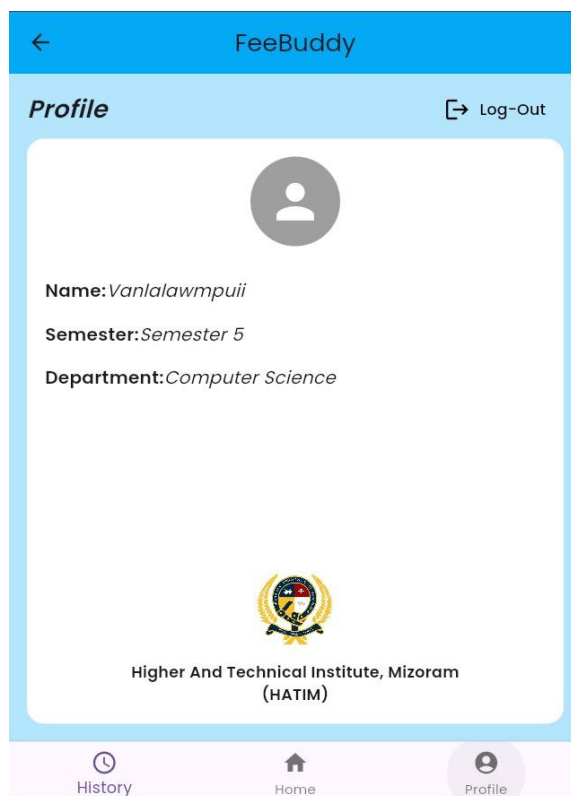 FeeBuddy
Profile
Log-Out
Name:Vanlalawmpuii
Semester:Semester 5
Department:Computer Science
Higher And Technical Institute, Mizoram
(HATIM)
History
Home
Profile